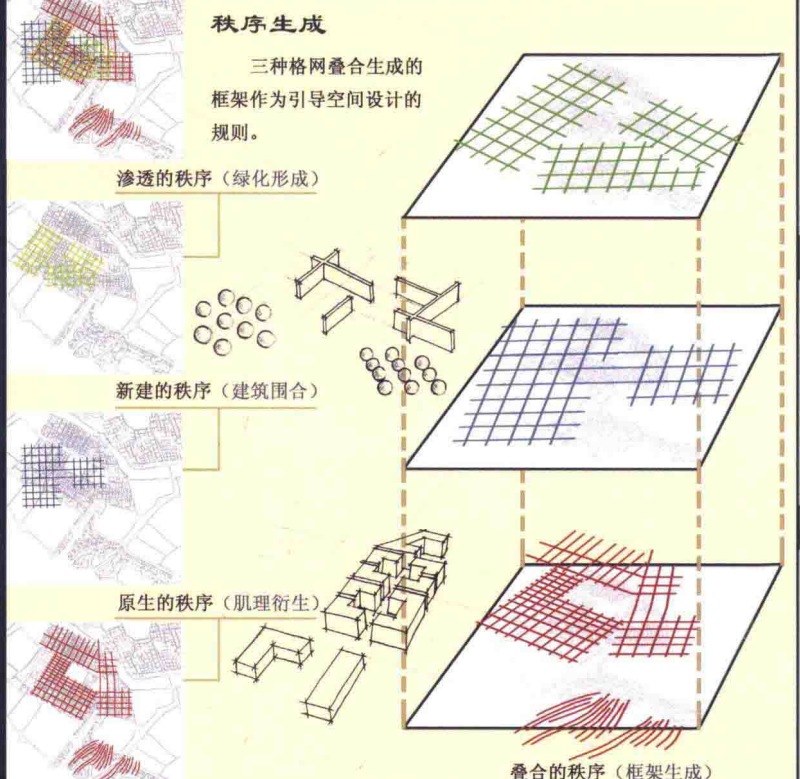 秩序生成
三种格网叠合生成的
框架作为引导空间设计的
规则。
渗透的秩序（绿化形成）
新建的秩序（建筑围合）
原生的秩序（肌理衍生）
叠合的秩序（框架生成）